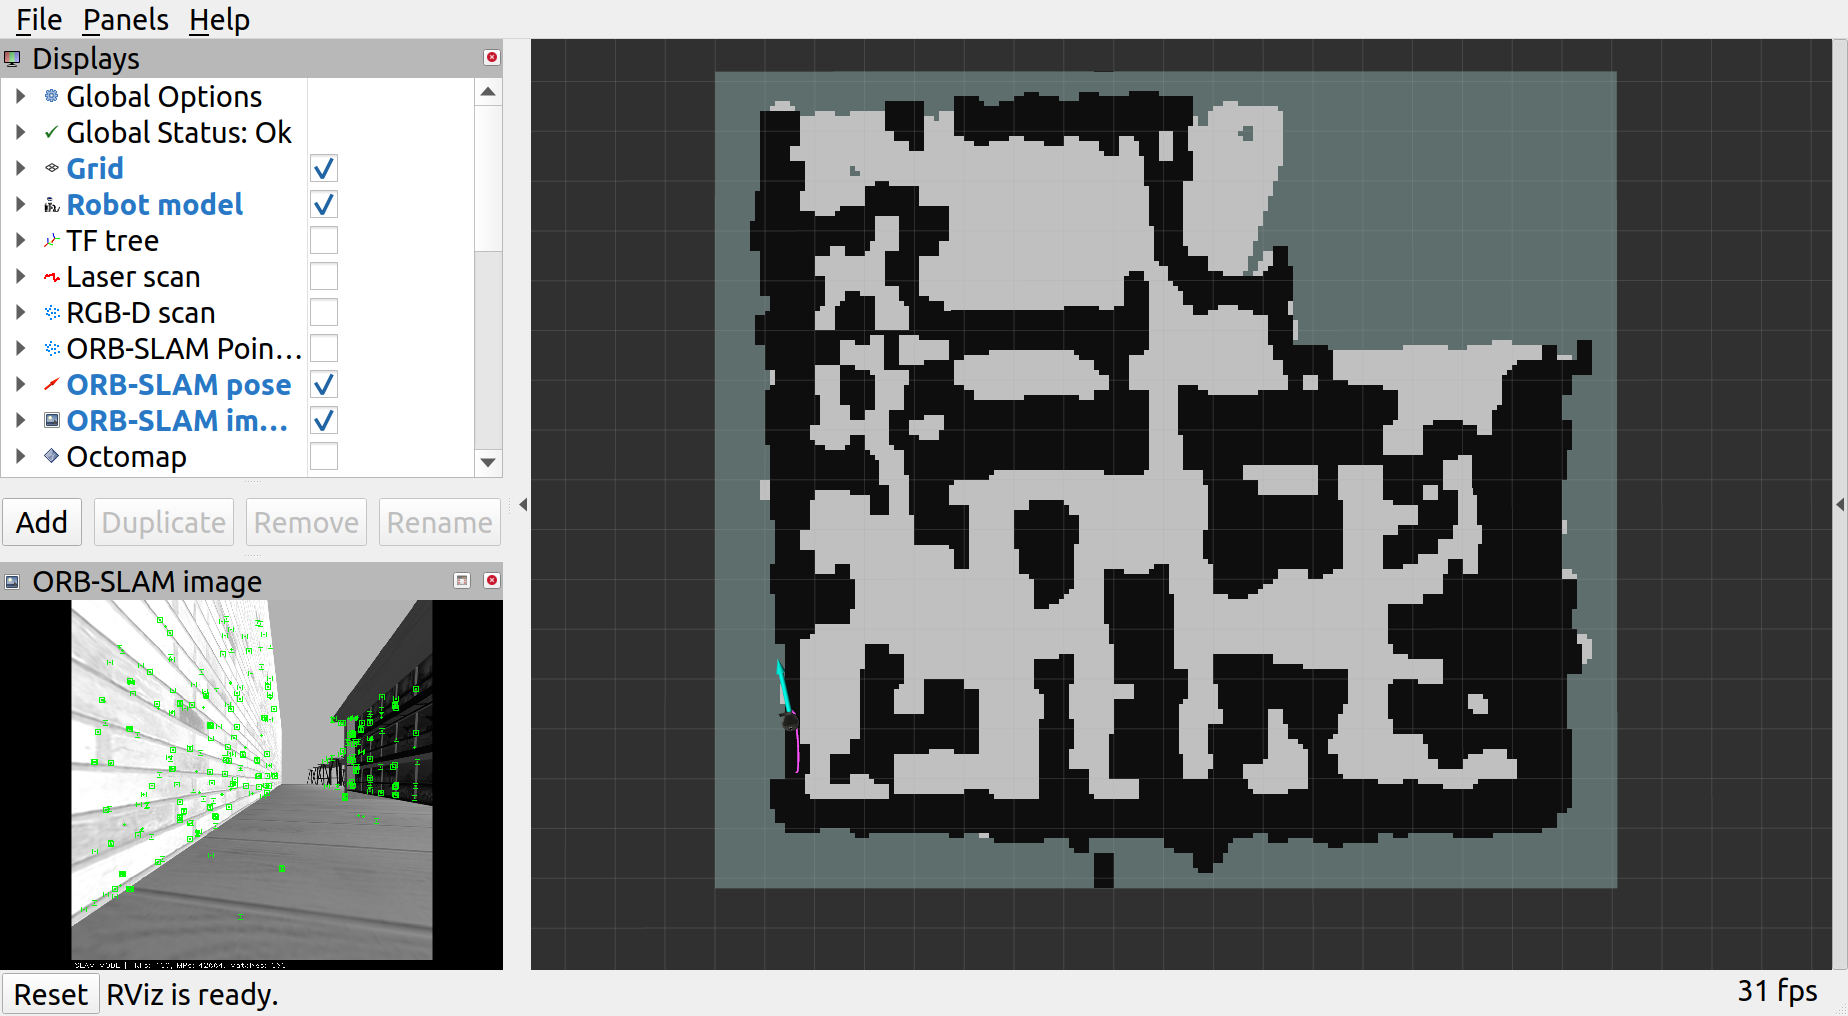 File Panels Help
Displays
Global Options
Global Status: Ok
Grid
Robot model
TF tree
Laser scan
RGB-D scan
ORB-SLAM Poin...
ORB-SLAM pose
ORB-SLAM im...
Octomap
Add Duplicate Remove Rename
ORB-SLAM image
SLAM MODE |
Reset RViz is ready. 31 fps